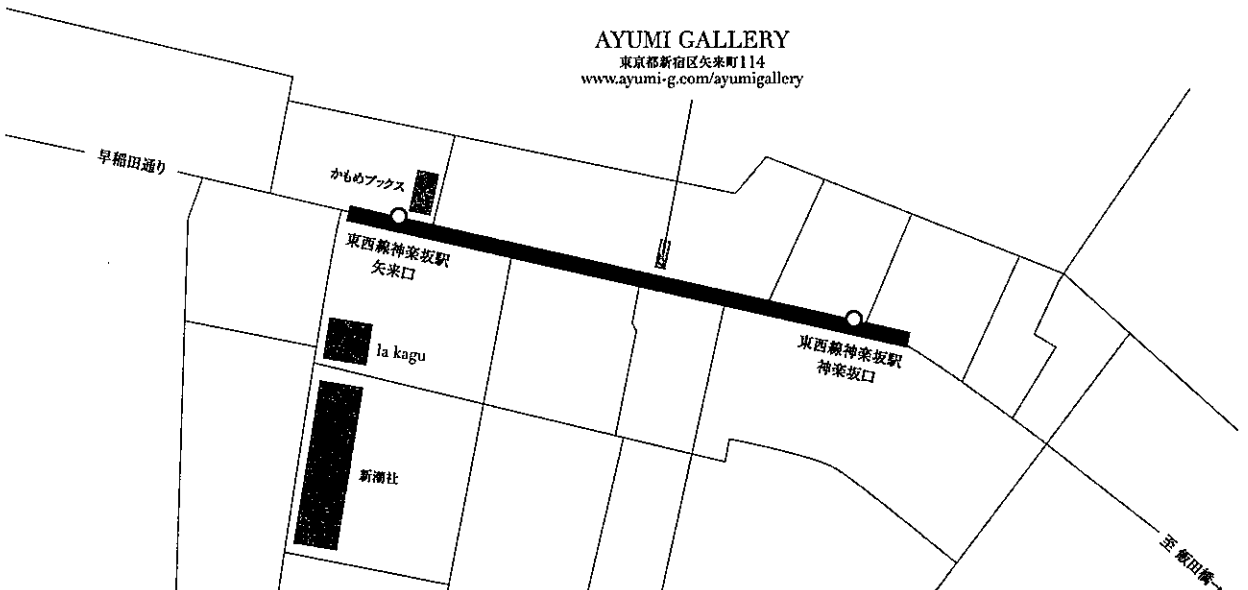 AYUMI GALLERY
東京都新宿区矢来町114
www.ayumi-g.com/ayumigallery
早稲田通り
かもめブックス
東西線神楽坂駅
矢来口
la kagu
東西線神楽坂駅
神楽坂口
新潮社
至 飯田橋→